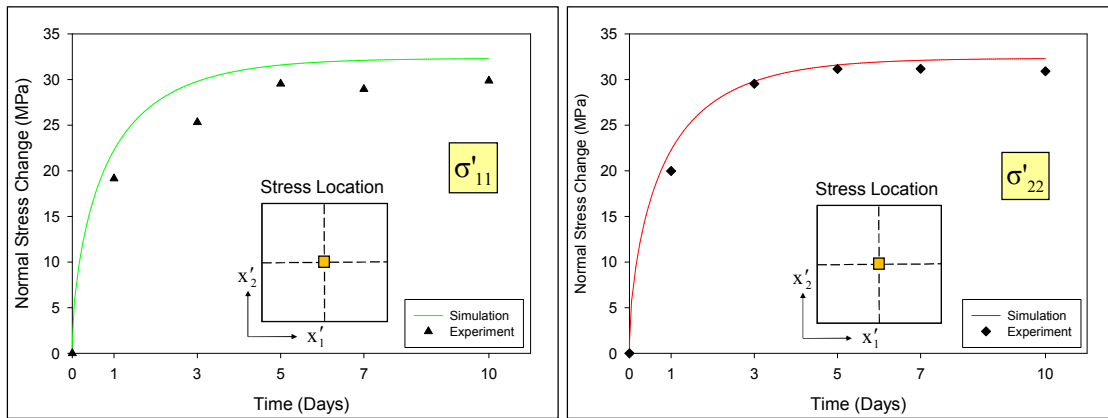 35
30
25
20
15
10
5
0
Normal Stress Change (MPa)
σ'11
Stress Location
x′2
x′1
Simulation
Experiment
0 1 3 5 7 10
Time (Days)
35
30
25
20
15
10
5
0
Normal Stress Change (MPa)
σ'22
Stress Location
x′2
x′1
Simulation
Experiment
0 1 3 5 7 10
Time (Days)